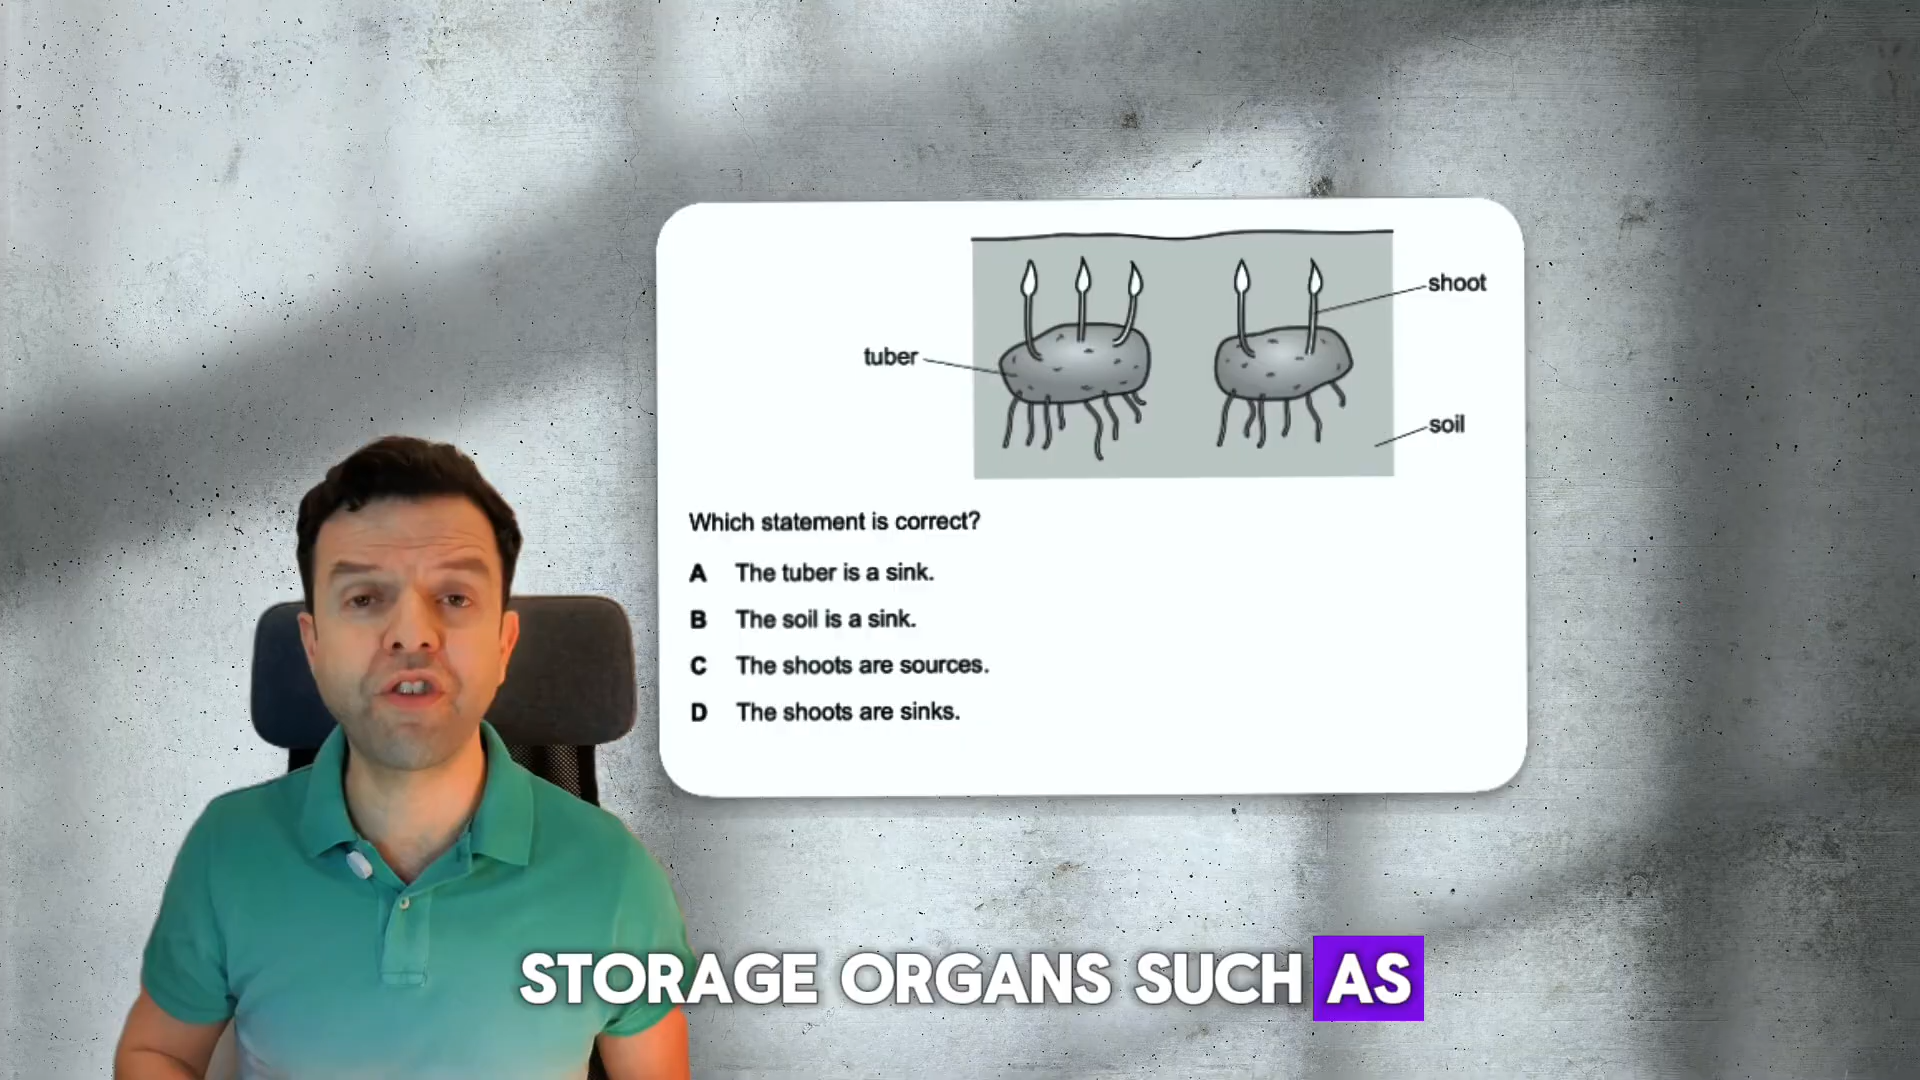 shoot
tuber
soil
Which statement is correct?
A The tuber is a sink.
B The soil is a sink.
C The shoots are sources.
D The shoots are sinks.
STORAGE ORGANS SUCH AS